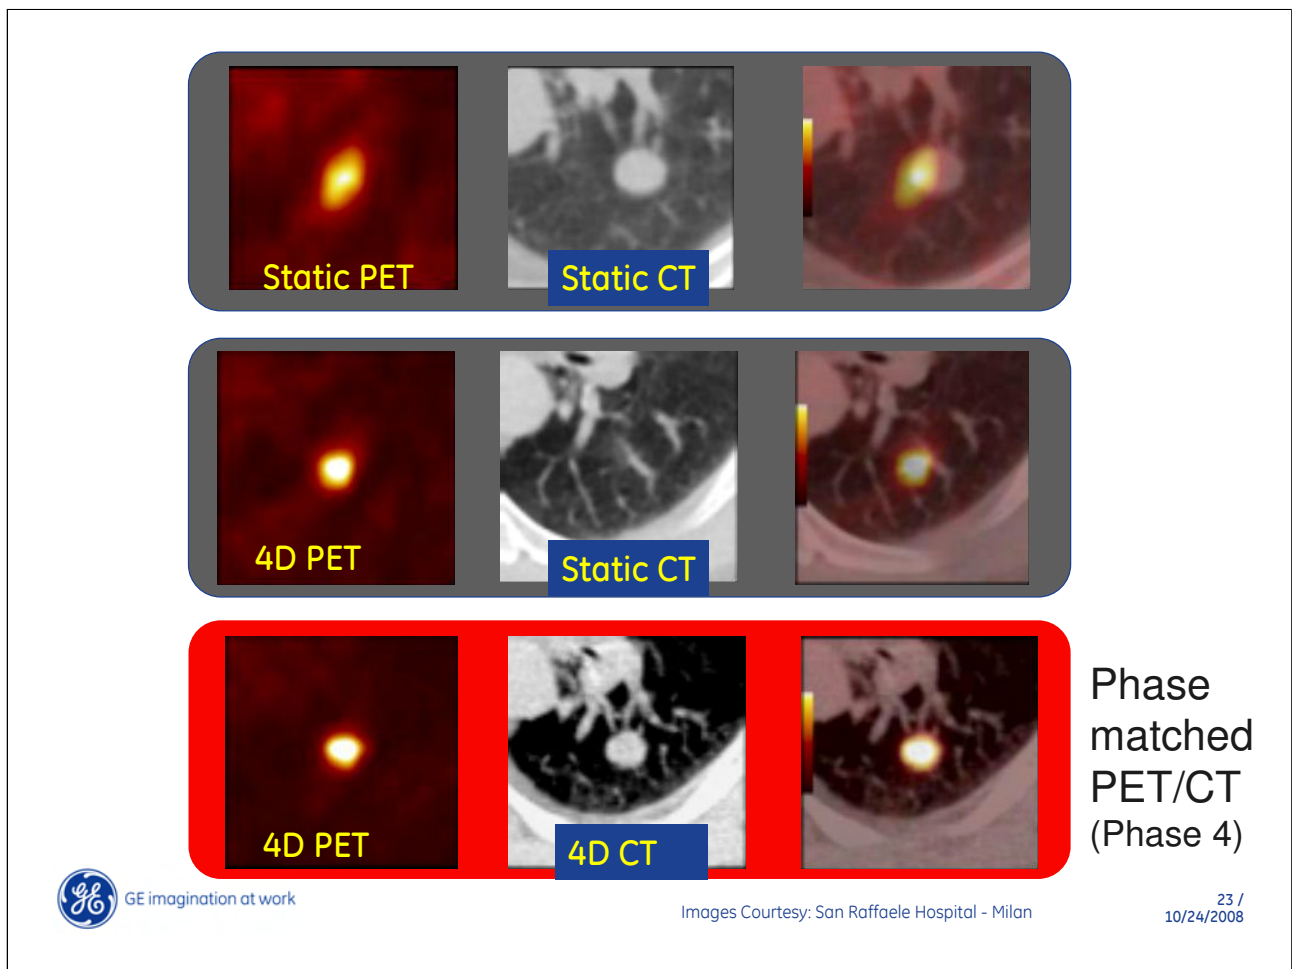 Static PET
Static CT
4D PET
Static CT
4D PET
4D CT
Phase
matched
PET/CT
(Phase 4)
GE imagination at work
Images Courtesy: San Raffaele Hospital - Milan
23 /
10/24/2008